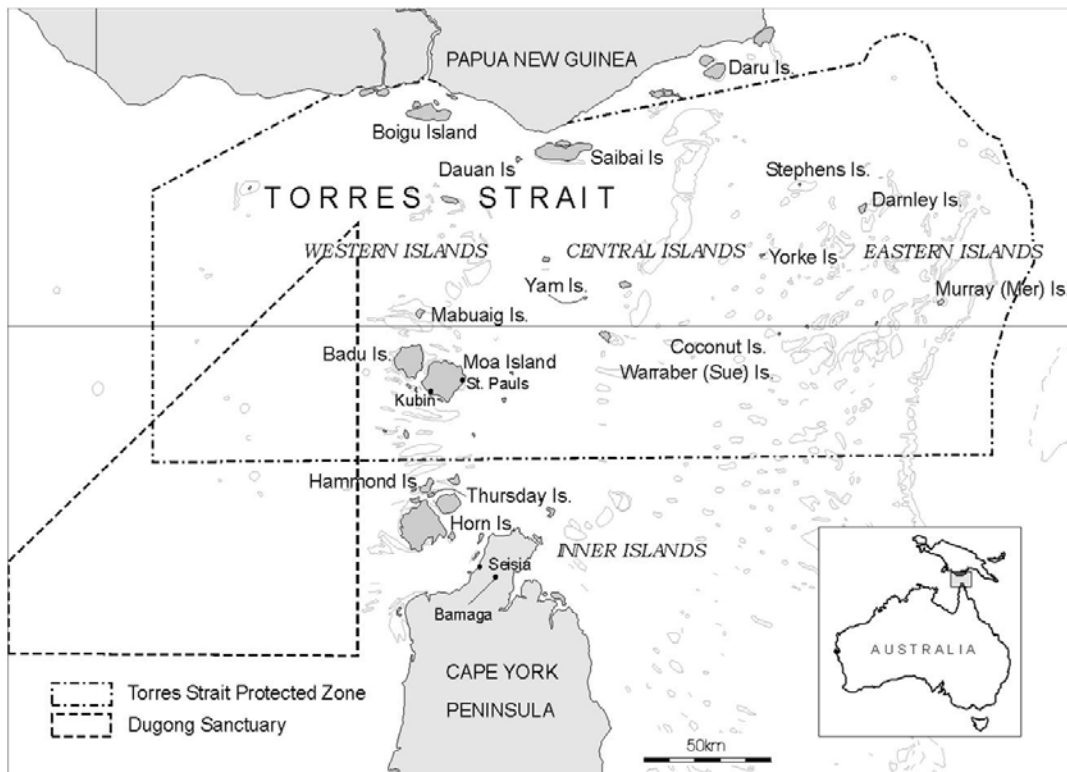 PAPUA NEW GUINEA
Daru Is.
Boigu Island
Saibai Is
Dauan Is
Stephens Is.
TORRES STRAIT
Darnley Is.
WESTERN ISLANDS
CENTRAL ISLANDS
Yorke Is
EASTERN ISLANDS
Yam Is.
Murray (Mer) Is.
Mabuaig Is.
Badu Is.
Moa Island
Coconut Is.
St. Pauls
Warraber (Sue) Is.
Kubin
Hammond Is.
Thursday Is.
Horn Is.
INNER ISLANDS
Seisia
Bamaga
AUSTRALIA
CAPE YORK
PENINSULA
Torres Strait Protected Zone
Dugong Sanctuary
50km